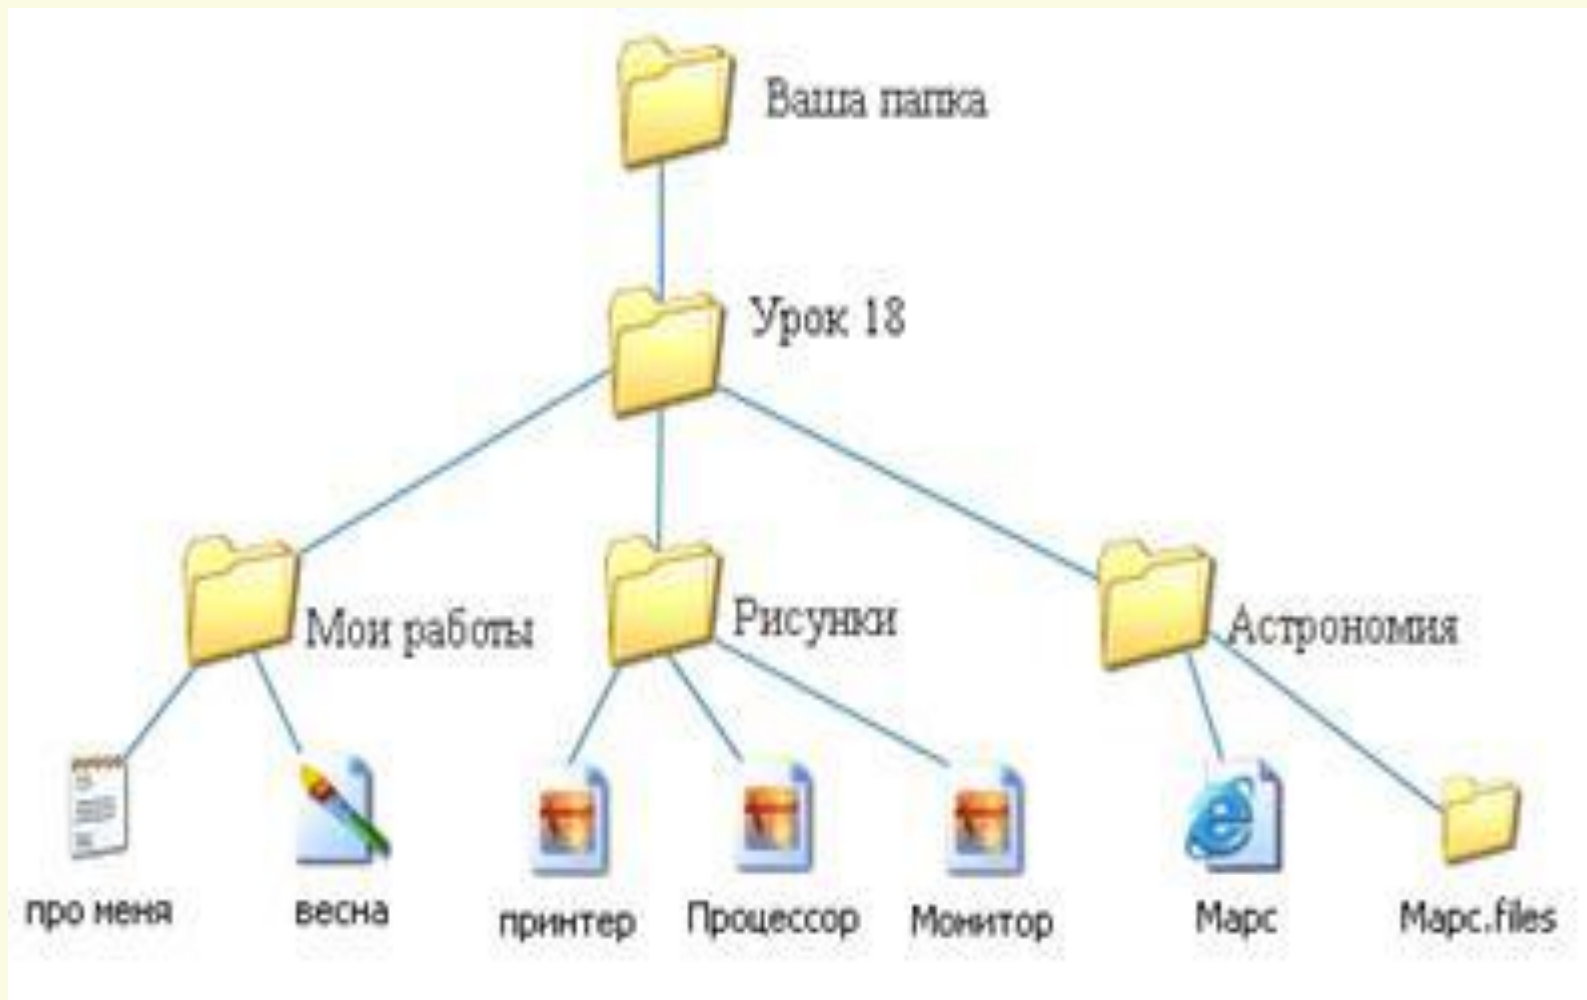 Ваша папка
Урок 18
Мои работы
Рисунки
Астрономия
про меня
весна
принтер
Процессор
Монитор
Марс
Марс.files